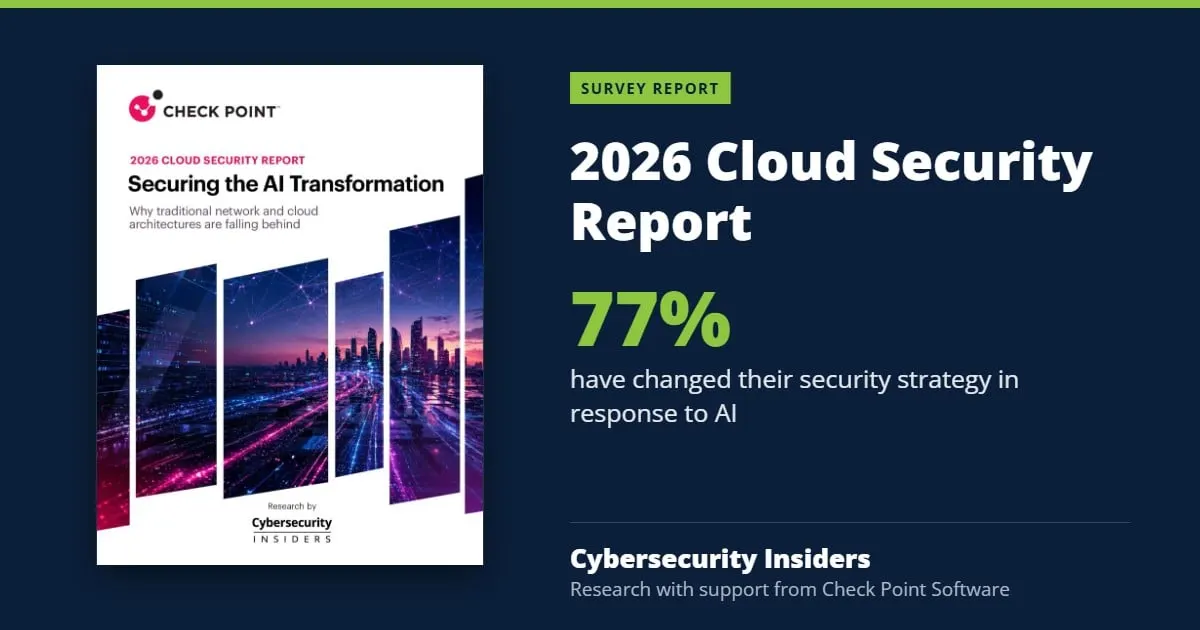 CHECK POINT
2026 CLOUD SECURITY REPORT
Securing the AI Transformation
Why traditional network and cloud
architectures are falling behind
Research by
Cybersecurity
INSIDERS
SURVEY REPORT
2026 Cloud Security
Report
77%
have changed their security strategy in
response to AI
Cybersecurity Insiders
Research with support from Check Point Software